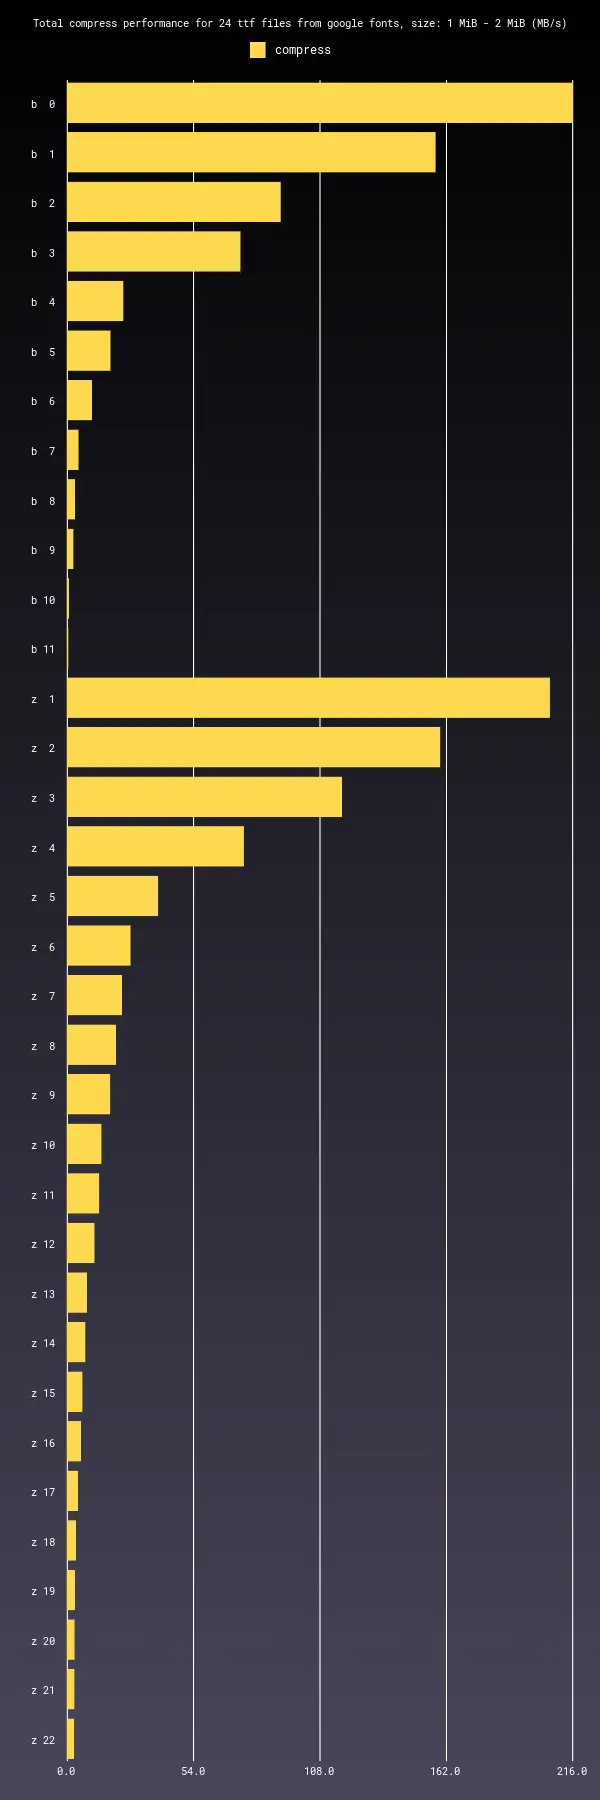 Total compress performance for 24 ttf files from google fonts, size: 1 MiB - 2 MiB (MB/s)
compress
b 0
b 1
b 2
b 3
b 4
b 5
b 6
b 7
b 8
b 9
b 10
b 11
z 1
z 2
z 3
z 4
z 5
z 6
z 7
z 8
z 9
z 10
z 11
z 12
z 13
z 14
z 15
z 16
z 17
z 18
z 19
z 20
z 21
z 22
0.0 54.0 108.0 162.0 216.0